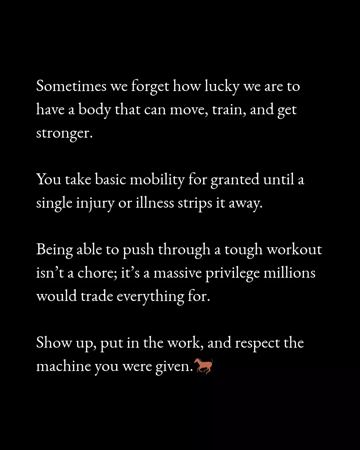 Sometimes we forget how lucky we are to
have a body that can move, train, and get
stronger.
You take basic mobility for granted until a
single injury or illness strips it away.
Being able to push through a tough workout
isn’t a chore; it’s a massive privilege millions
would trade everything for.
Show up, put in the work, and respect the
machine you were given.🐎